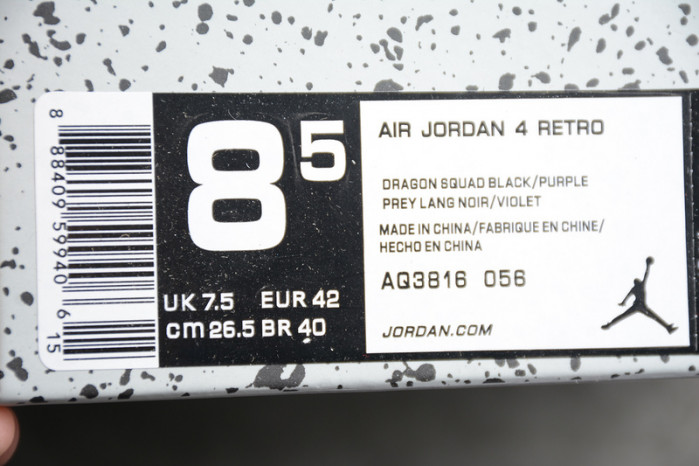 8 88409 59940 6 15
8.5
UK 7.5 EUR 42
cm 26.5 BR 40
AIR JORDAN 4 RETRO
DRAGON SQUAD BLACK/PURPLE
PREY LANG NOIR/VIOLET
MADE IN CHINA/FABRIQUE EN CHINE/
HECHO EN CHINA
AQ3816 056
JORDAN.COM